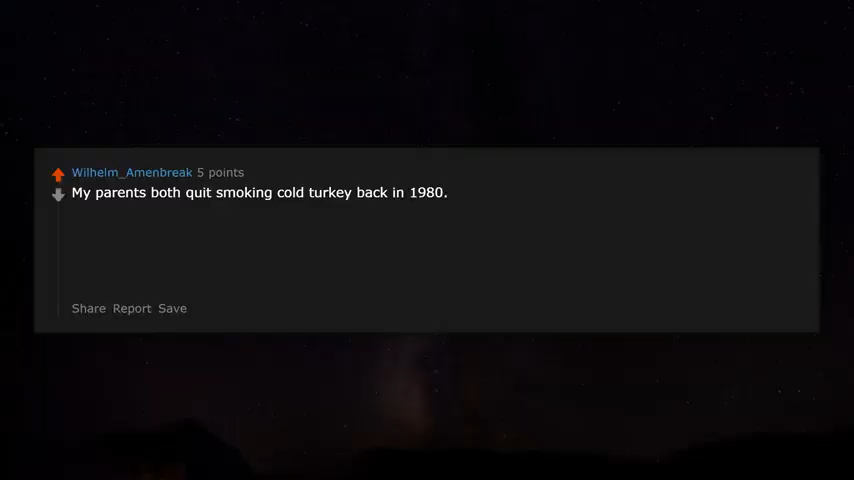 Wilhelm_Amenbreak 5 points
My parents both quit smoking cold turkey back in 1980.
Share Report Save